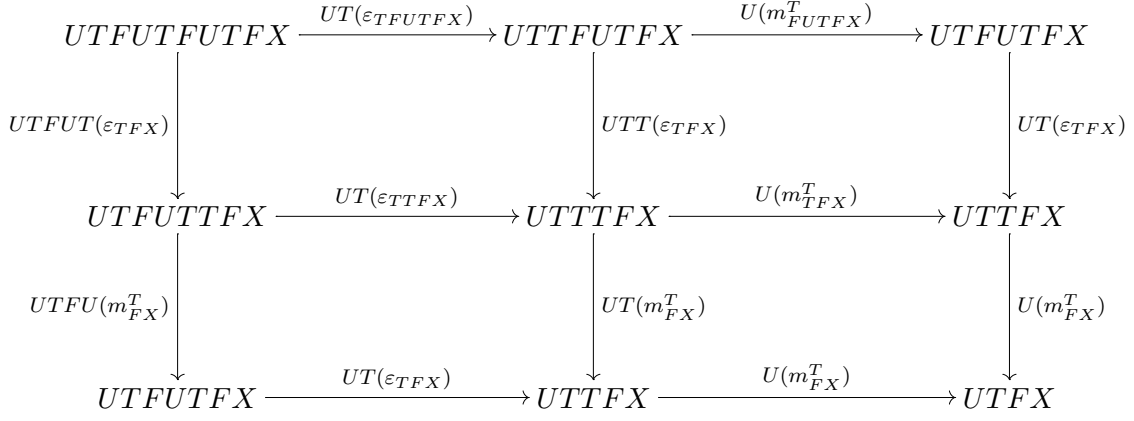 UT(ε_{TFUTFX}) U(m^T_{FUTFX})
UTFUTFUTFX UTTFUTFX UTFUTFX
UTFUT(ε_{TFX}) UTT(ε_{TFX}) UT(ε_{TFX})
UT(ε_{TTFX}) U(m^T_{TFX})
UTFUTTFX UTTTFX UTTFX
UTFU(m^T_{FX}) UT(m^T_{FX}) U(m^T_{FX})
UT(ε_{TFX}) U(m^T_{FX})
UTFUTFX UTTFX UTFX